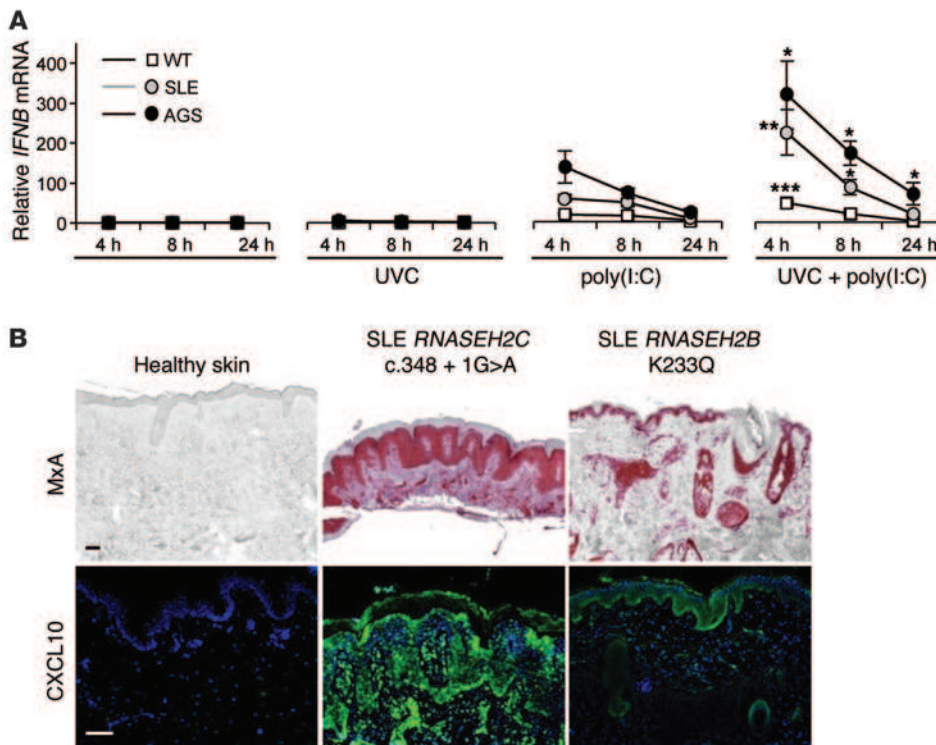 A
Relative IFNB mRNA
400
300
200
100
0
WT
SLE
AGS
4 h 8 h 24 h
4 h 8 h 24 h
UVC
4 h 8 h 24 h
poly(I:C)
*
**
*
*
*
***
4 h 8 h 24 h
UVC + poly(I:C)
B
Healthy skin
SLE RNASEH2C
c.348 + 1G>A
SLE RNASEH2B
K233Q
MxA
CXCL10